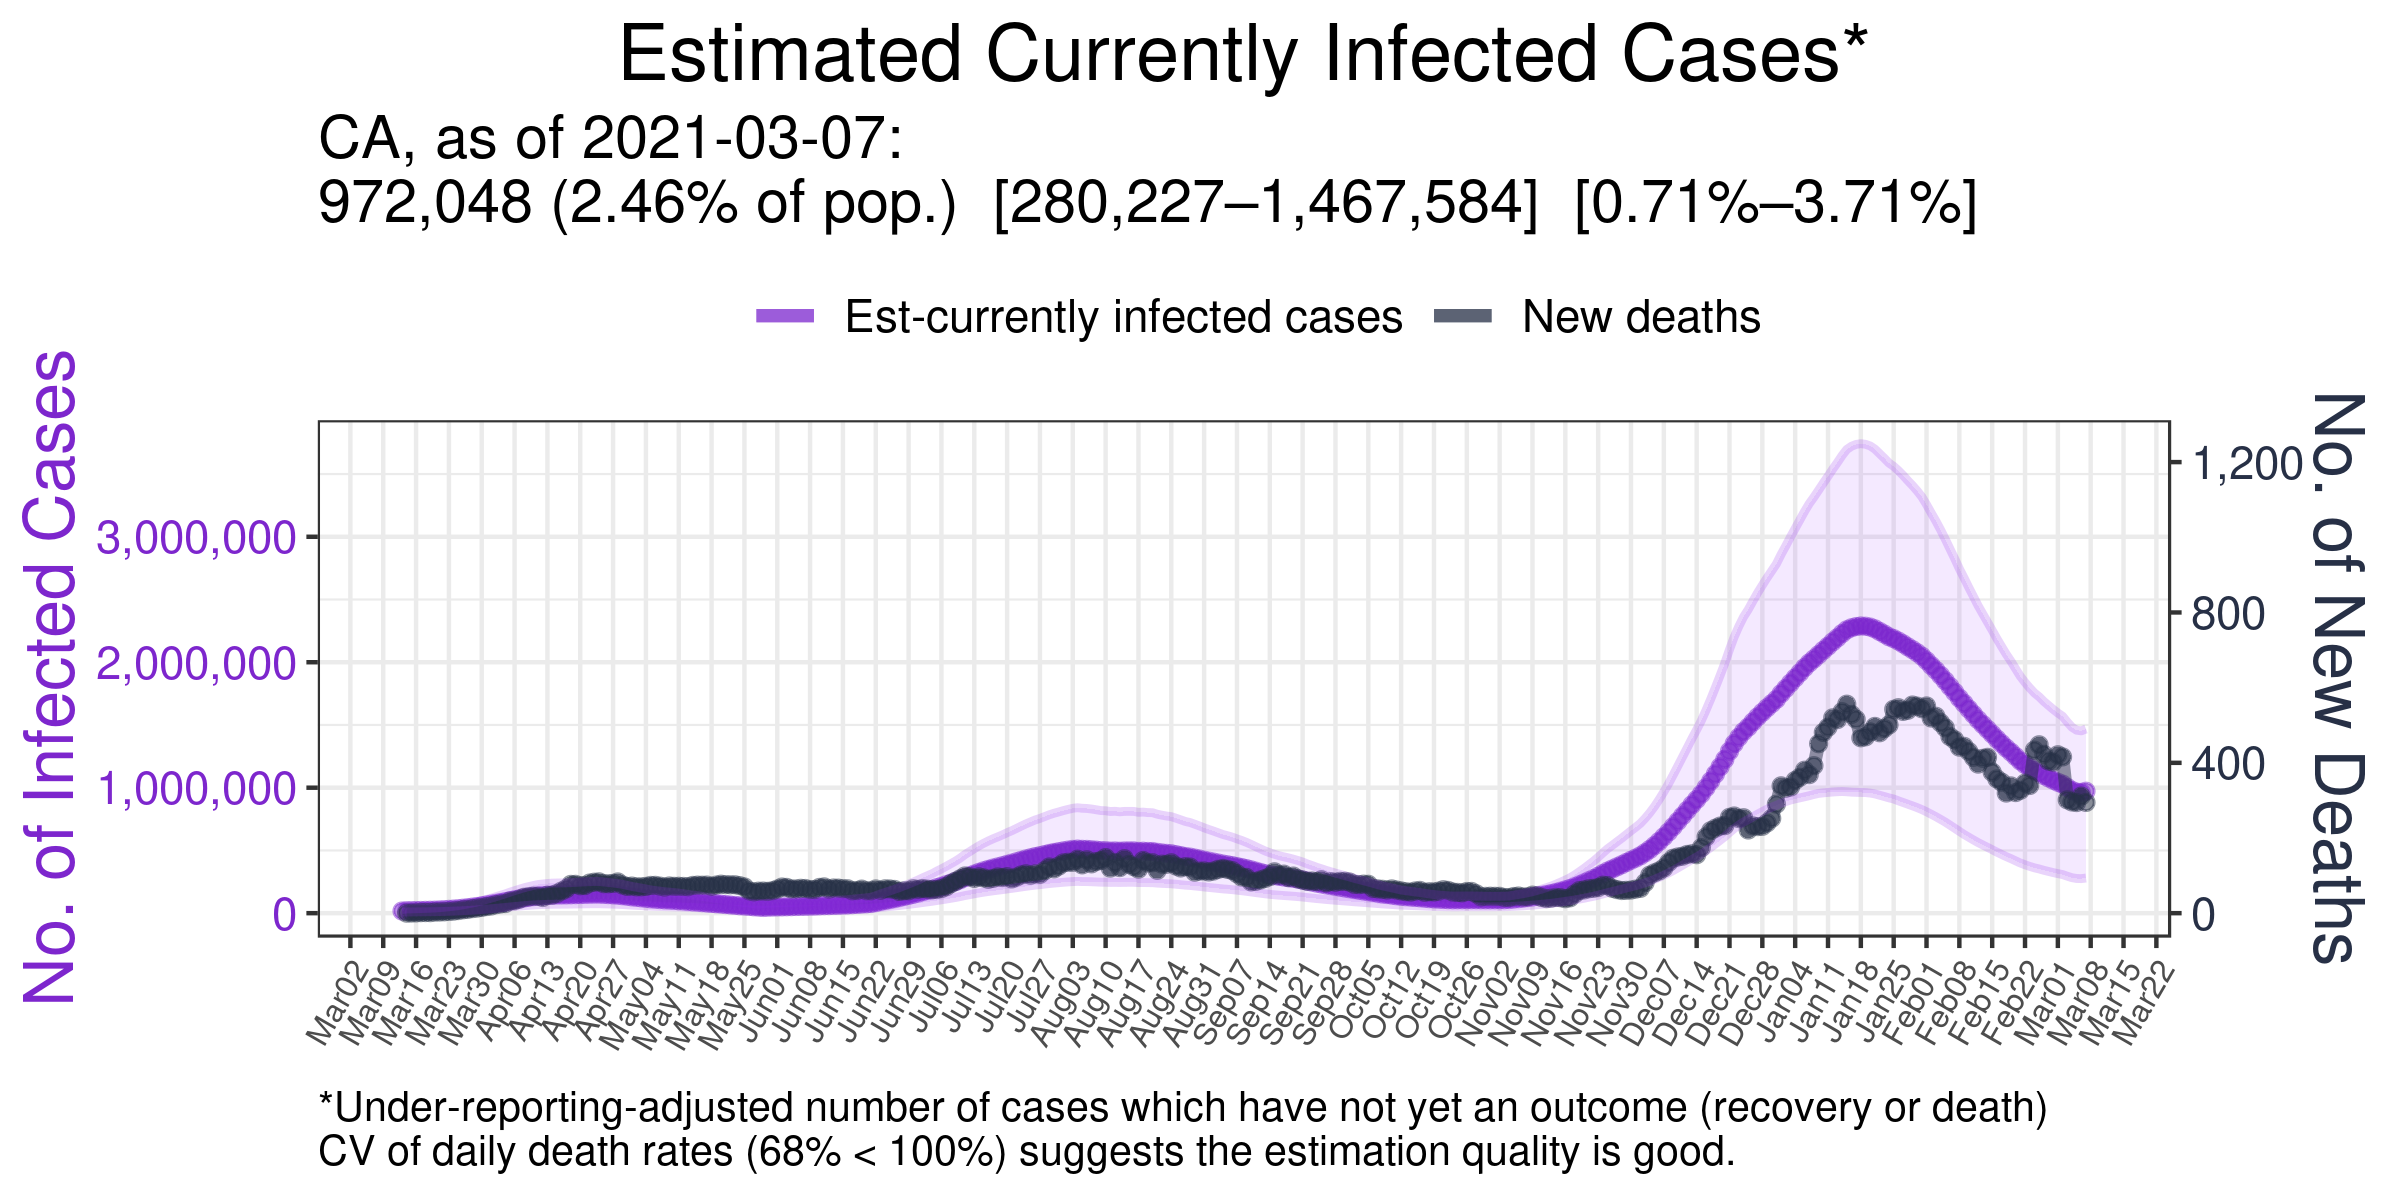 Estimated Currently Infected Cases*
CA, as of 2021-03-07:
972,048 (2.46% of pop.)  [280,227–1,467,584]  [0.71%–3.71%]
Est-currently infected cases
New deaths
No. of Infected Cases
3,000,000
2,000,000
1,000,000
0
1,200
800
400
0
No. of New Deaths
Mar02
Mar09
Mar16
Mar23
Mar30
Apr06
Apr13
Apr20
Apr27
May04
May11
May18
May25
Jun01
Jun08
Jun15
Jun22
Jun29
Jul06
Jul13
Jul20
Jul27
Aug03
Aug10
Aug17
Aug24
Aug31
Sep07
Sep14
Sep21
Sep28
Oct05
Oct12
Oct19
Oct26
Nov02
Nov09
Nov16
Nov23
Nov30
Dec07
Dec14
Dec21
Dec28
Jan04
Jan11
Jan18
Jan25
Feb01
Feb08
Feb15
Feb22
Mar01
Mar08
Mar15
Mar22
*Under-reporting-adjusted number of cases which have not yet an outcome (recovery or death)
CV of daily death rates (68% < 100%) suggests the estimation quality is good.